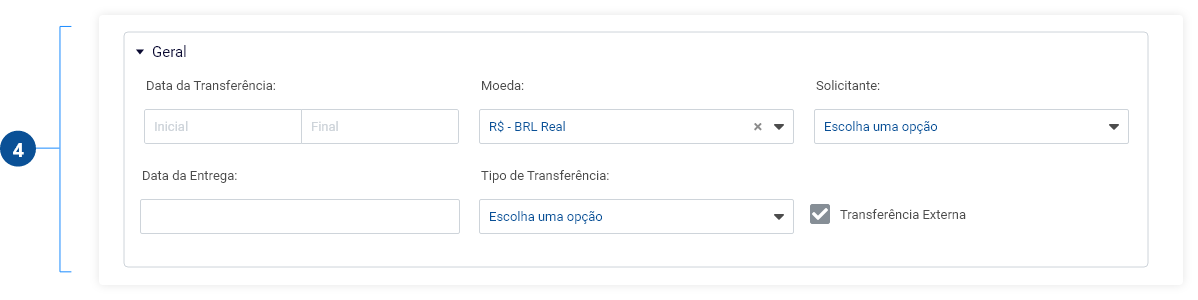 4
Geral
Data da Transferência:
Moeda:
Solicitante:
Inicial
Final
R$ - BRL Real
×
Escolha uma opção
Data da Entrega:
Tipo de Transferência:
Escolha uma opção
Transferência Externa